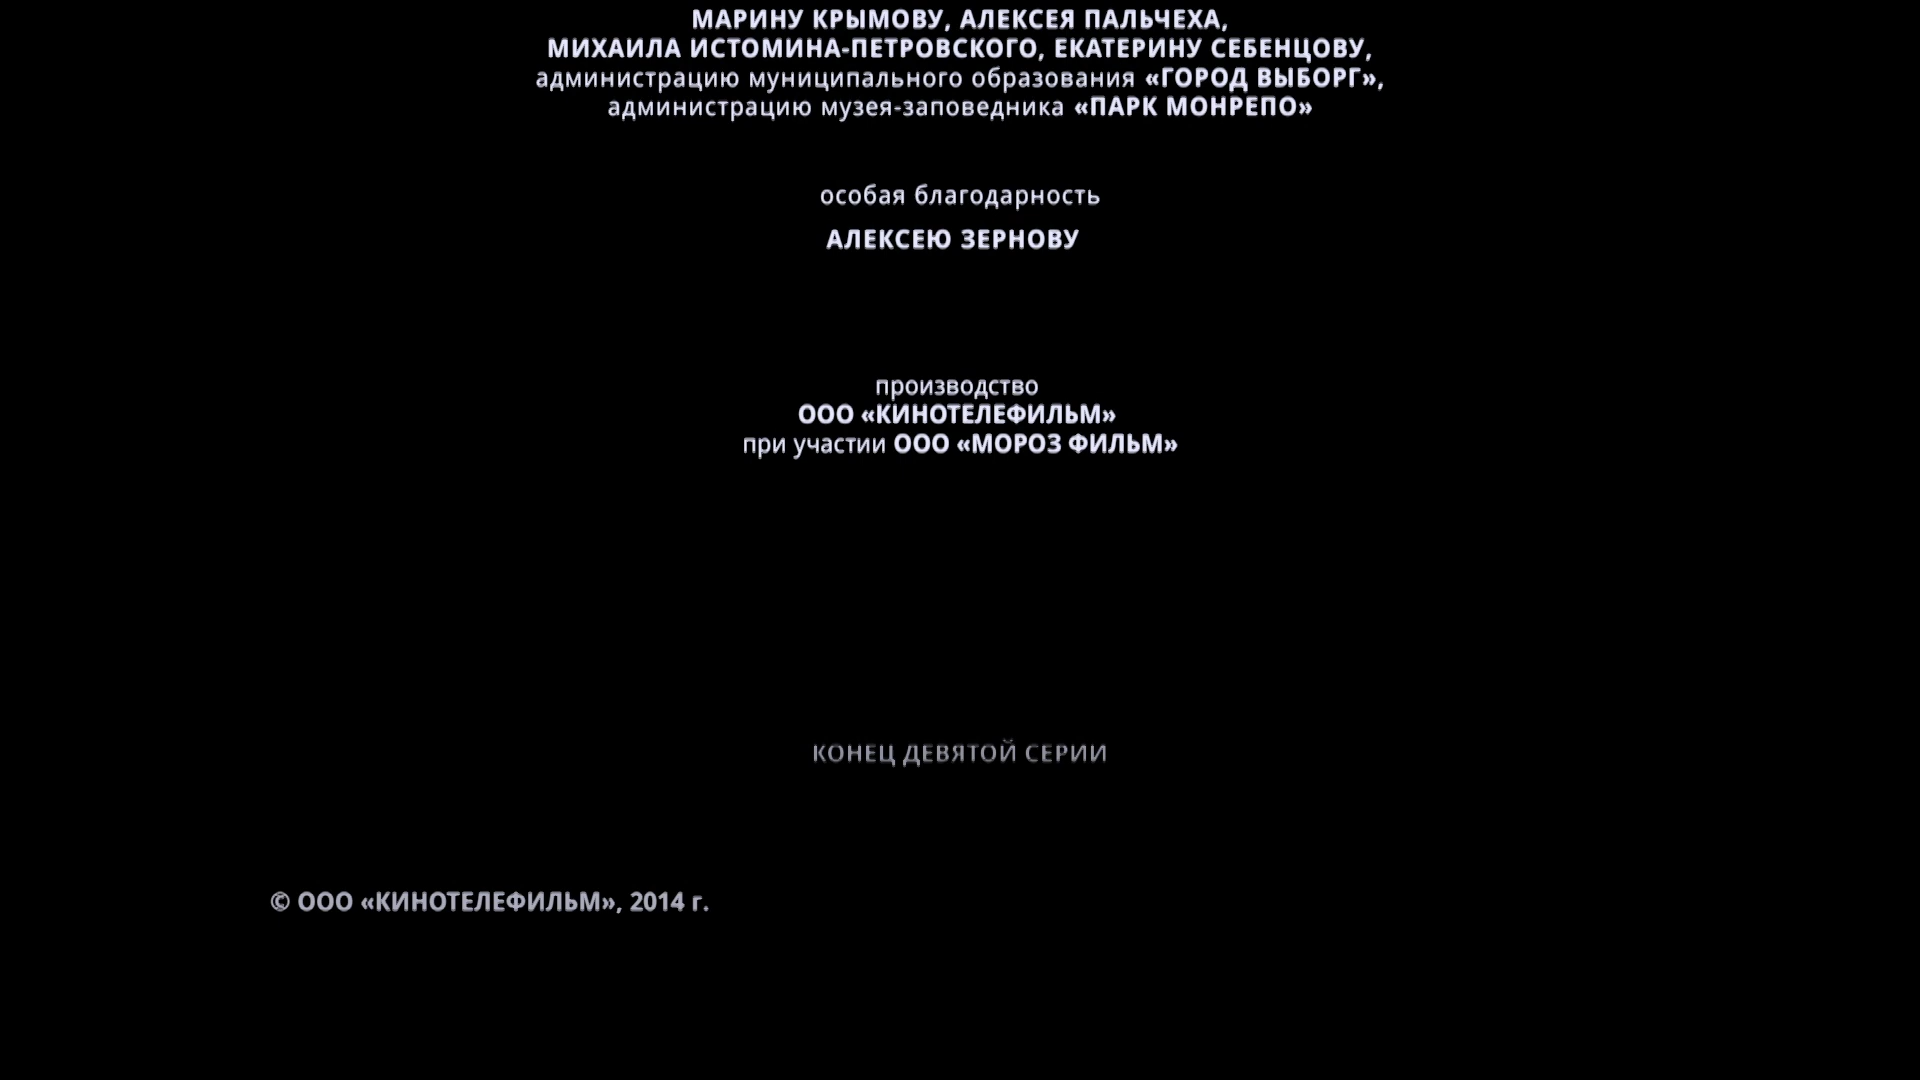 МАРИНУ КРЫМОВУ, АЛЕКСЕЯ ПАЛЬЧЕХА,
МИХАИЛА ИСТОМИНА-ПЕТРОВСКОГО, ЕКАТЕРИНУ СЕБЕНЦОВУ,
администрацию муниципального образования «ГОРОД ВЫБОРГ»,
администрацию музея-заповедника «ПАРК МОНРЕПО»
особая благодарность
АЛЕКСЕЮ ЗЕРНОВУ
производство
ООО «КИНОТЕЛЕФИЛЬМ»
при участии ООО «МОРОЗ ФИЛЬМ»
КОНЕЦ ДЕВЯТОЙ СЕРИИ
© ООО «КИНОТЕЛЕФИЛЬМ», 2014 г.